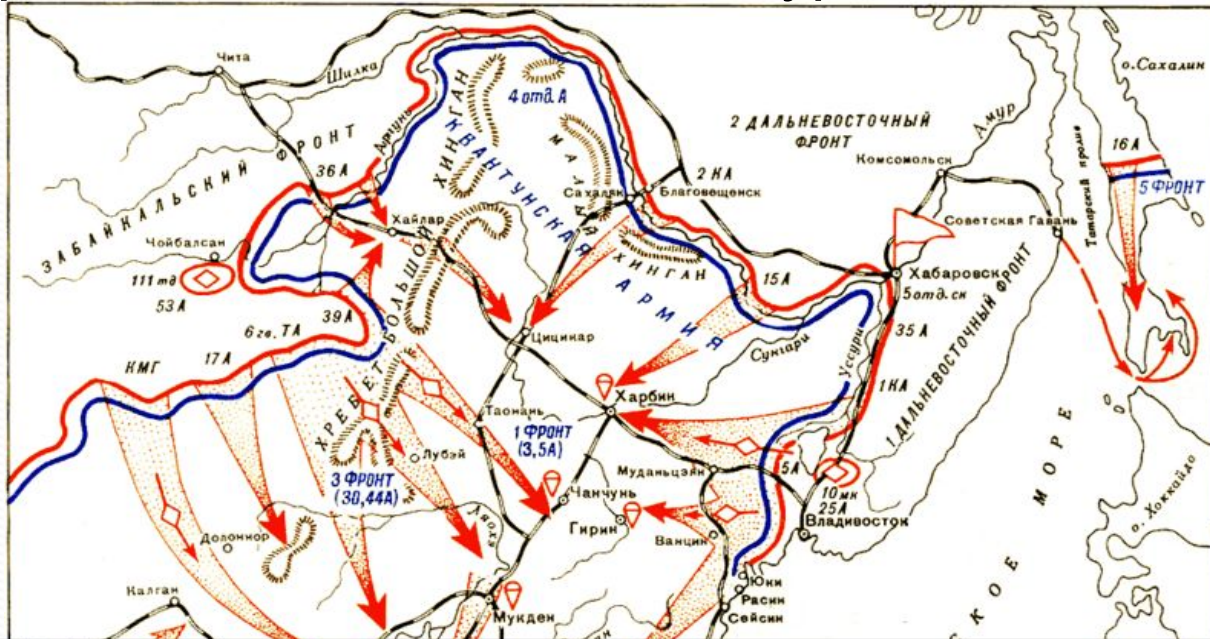 Чита
Шилка
о. Сахалин
4 отд. А
Аргунь
ХИНГАН
2 ДАЛЬНЕВОСТОЧНЫЙ
ФРОНТ
Амур
ЗАБАЙКАЛЬСКИЙ ФРОНТ
36 А
КВАНТУНСКАЯ
АРМИЯ
МАЛЫЙ
ХИНГАН
2 КА
Комсомольск
Татарский пролив
16 А
5 ФРОНТ
Сахалян
Благовещенск
Хайлар
Чойбалсан
Советская Гавань
111 тд
53 А
15 А
Хабаровск
5 отд. ск
39 А
6 гв. ТА
17 А
КМГ
ХРЕБЕТ БОЛЬШОЙ
Цицикар
Сунгари
Уссури
35 А
1 КА
1 ДАЛЬНЕВОСТОЧНЫЙ ФРОНТ
Харбин
Таонань
1 ФРОНТ
(3,5А)
Лубэй
3 ФРОНТ
(30,44А)
Муданьцзян
5 А
10 мк
25 А
Чанчунь
Гирин
Владивосток
Ляохэ
Долоннор
Ванцин
о. Хоккайдо
Юки
Расин
Сейсин
Калган
Мукден
СКОЕ МОРЕ